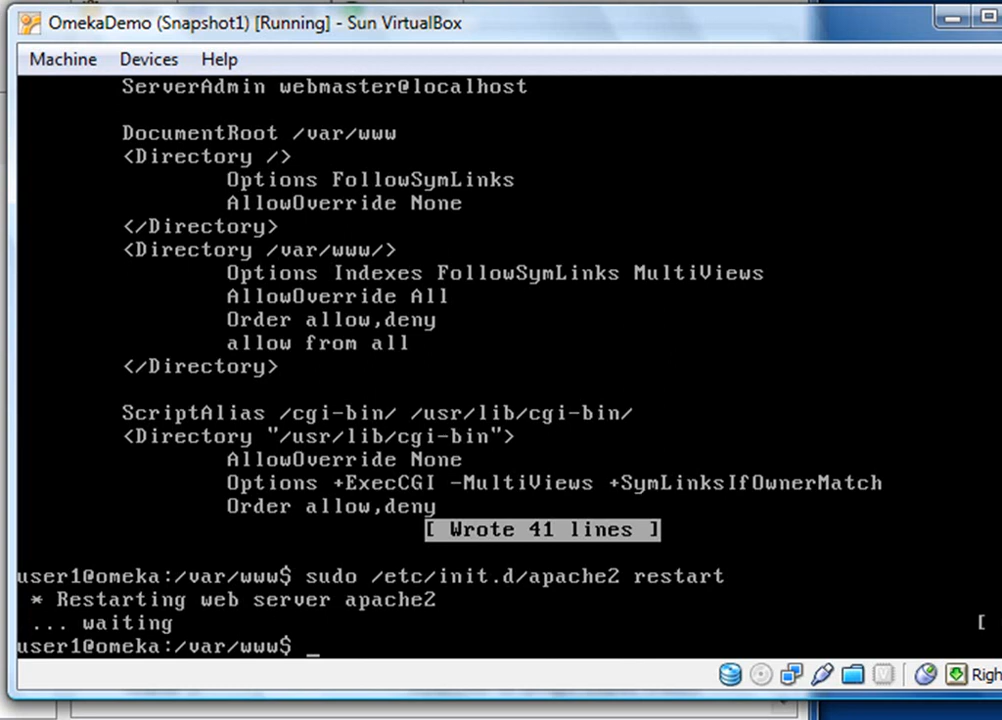 OmekaDemo (Snapshot1) [Running] - Sun VirtualBox
Machine Devices Help
ServerAdmin webmaster@localhost
DocumentRoot /var/www
<Directory />
Options FollowSymLinks
AllowOverride None
</Directory>
<Directory /var/www/>
Options Indexes FollowSymLinks MultiViews
AllowOverride All
Order allow,deny
allow from all
</Directory>
ScriptAlias /cgi-bin/ /usr/lib/cgi-bin/
<Directory "/usr/lib/cgi-bin">
AllowOverride None
Options +ExecCGI -MultiViews +SymLinksIfOwnerMatch
Order allow,deny
[ Wrote 41 lines ]
user1@omeka:/var/www$ sudo /etc/init.d/apache2 restart
* Restarting web server apache2
... waiting [
user1@omeka:/var/www$ _
Righ